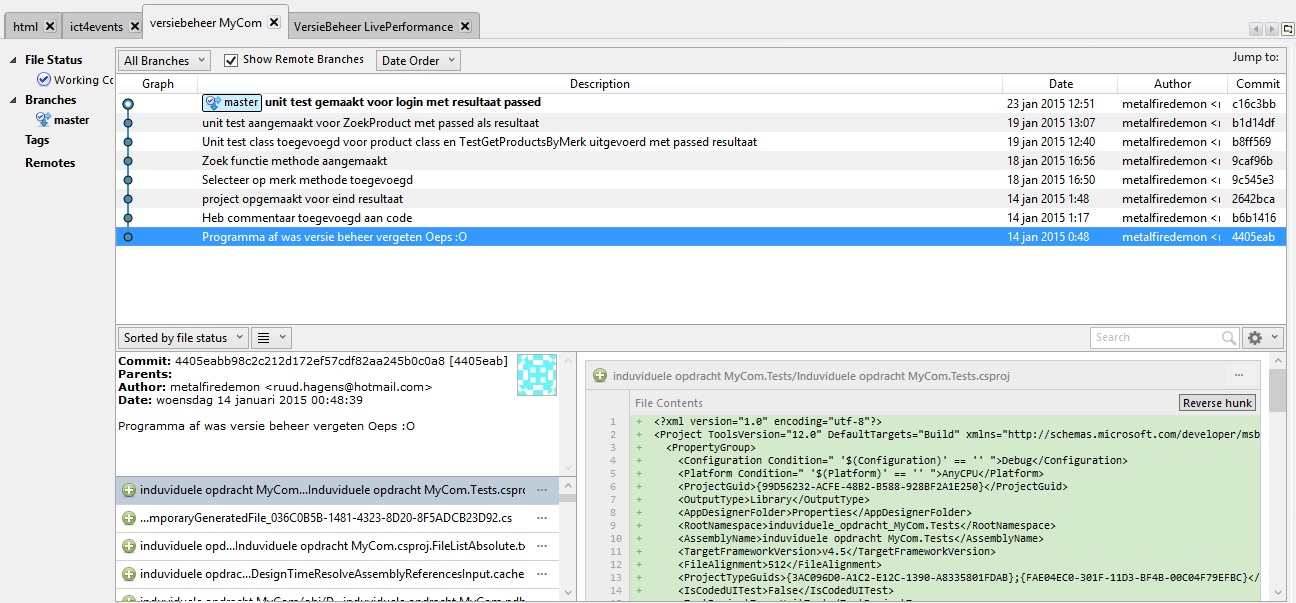 html ict4events versiebeheer MyCom VersieBeheer LivePerformance
File Status
Working Co
Branches
master
Tags
Remotes
All Branches Show Remote Branches Date Order Jump to:
Graph Description Date Author Commit
master unit test gemaakt voor login met resultaat passed 23 jan 2015 12:51 metalfiredemon <r c16c3bb
unit test aangemaakt voor ZoekProduct met passed als resultaat 19 jan 2015 13:07 metalfiredemon <r b1d14df
Unit test class toegevoegd voor product class en TestGetProductsByMerk uitgevoerd met passed resultaat 19 jan 2015 12:40 metalfiredemon <r b8ff569
Zoek functie methode aangemaakt 18 jan 2015 16:56 metalfiredemon <r 9caf96b
Selecteer op merk methode toegevoegd 18 jan 2015 16:50 metalfiredemon <r 9c545e3
project opgemaakt voor eind resultaat 14 jan 2015 1:48 metalfiredemon <r 2642bca
Heb commentaar toegevoegd aan code 14 jan 2015 1:17 metalfiredemon <r b6b1416
Programma af was versie beheer vergeten Oeps :O 14 jan 2015 0:48 metalfiredemon <r 4405eab
Sorted by file status Search
Commit: 4405eabb98c2c212d172ef57cdf82aa245b0c0a8 [4405eab]
Parents:
Author: metalfiredemon <ruud.hagens@hotmail.com>
Date: woensdag 14 januari 2015 00:48:39
Programma af was versie beheer vergeten Oeps :O
induviduele opdracht MyCom...Induviduele opdracht MyCom.Tests.cspro
...mporaryGeneratedFile_036C0B5B-1481-4323-8D20-8F5ADCB23D92.cs
induviduele opd...Induviduele opdracht MyCom.csproj.FileListAbsolute.tx
induviduele opdrac...DesignTimeResolveAssemblyReferencesInput.cache
induviduele opdracht MyCom/Induviduele opdracht MyCom.Tests.csproj
File Contents Reverse hunk
1 + <?xml version="1.0" encoding="utf-8"?>
2 + <Project ToolsVersion="12.0" DefaultTargets="Build" xmlns="http://schemas.microsoft.com/developer/msb
3 + <PropertyGroup>
4 + <Configuration Condition=" '$(Configuration)' == '' ">Debug</Configuration>
5 + <Platform Condition=" '$(Platform)' == '' ">AnyCPU</Platform>
6 + <ProjectGuid>{99D56232-ACFE-48B2-B588-928BF2A1E250}</ProjectGuid>
7 + <OutputType>Library</OutputType>
8 + <AppDesignerFolder>Properties</AppDesignerFolder>
9 + <RootNamespace>induviduele_opdracht_MyCom.Tests</RootNamespace>
10 + <AssemblyName>induviduele opdracht MyCom.Tests</AssemblyName>
11 + <TargetFrameworkVersion>v4.5</TargetFrameworkVersion>
12 + <FileAlignment>512</FileAlignment>
13 + <ProjectTypeGuids>{3AC096D0-A1C2-E12C-1390-A8335801FDAB};{FAE04EC0-301F-11D3-BF4B-00C04F79EFBC}</
14 + <IsCodedUITest>False</IsCodedUITest>